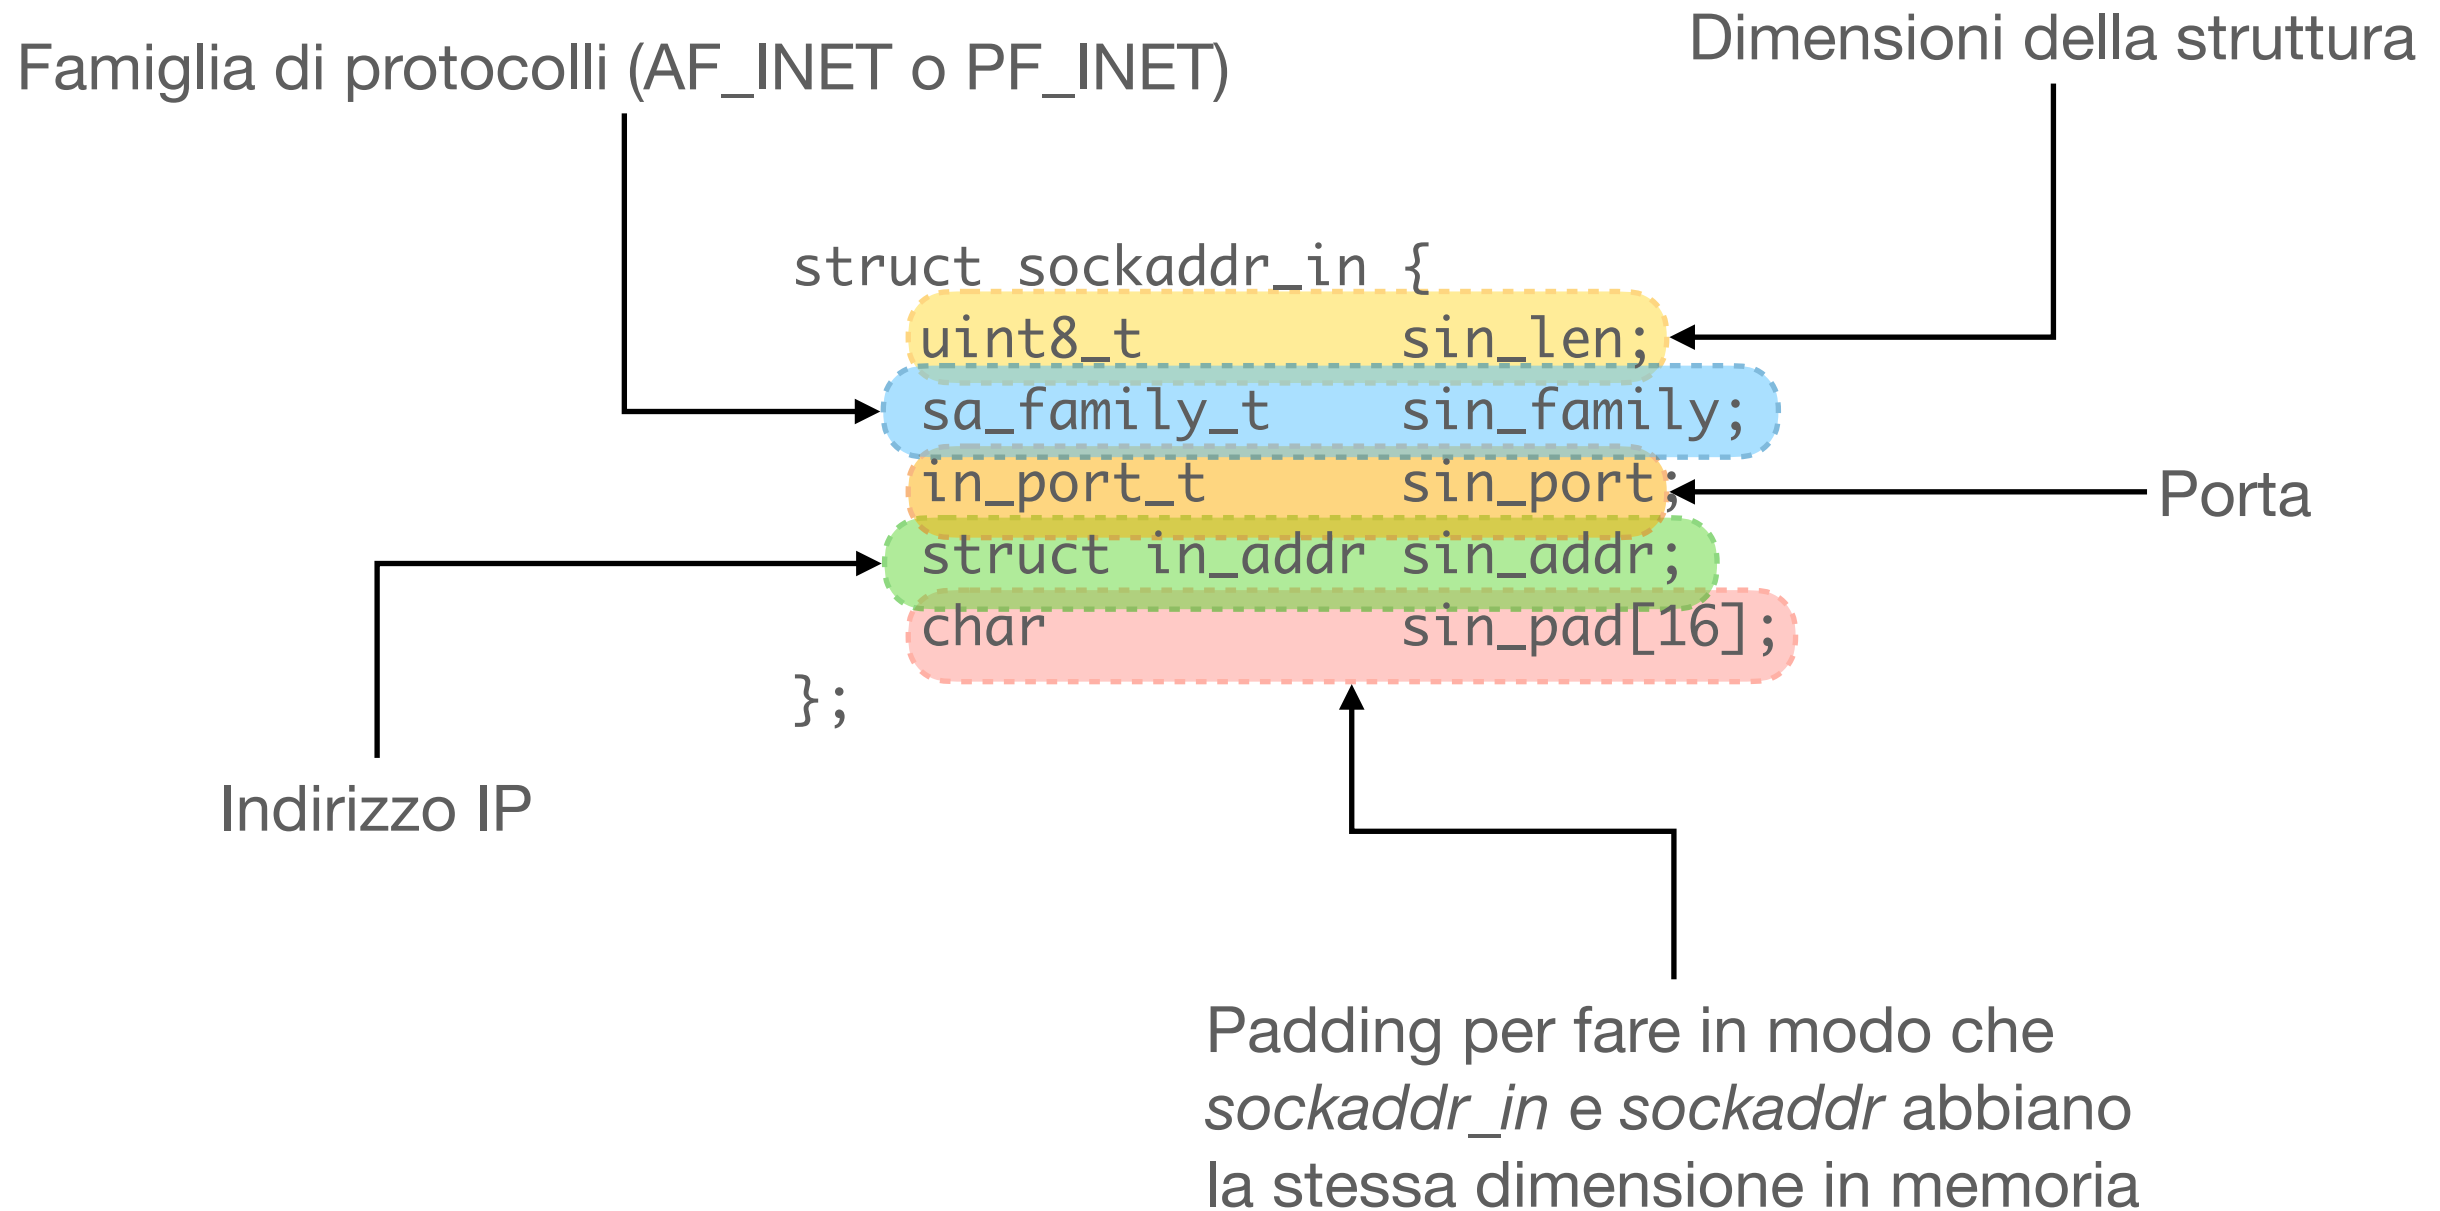 Dimensioni della struttura
Famiglia di protocolli (AF_INET o PF_INET)
struct sockaddr_in {
uint8_t sin_len;
sa_family_t sin_family;
in_port_t sin_port;
Porta
struct in_addr sin_addr;
char sin_pad[16];
};
Indirizzo IP
Padding per fare in modo che
sockaddr_in e sockaddr abbiano
la stessa dimensione in memoria